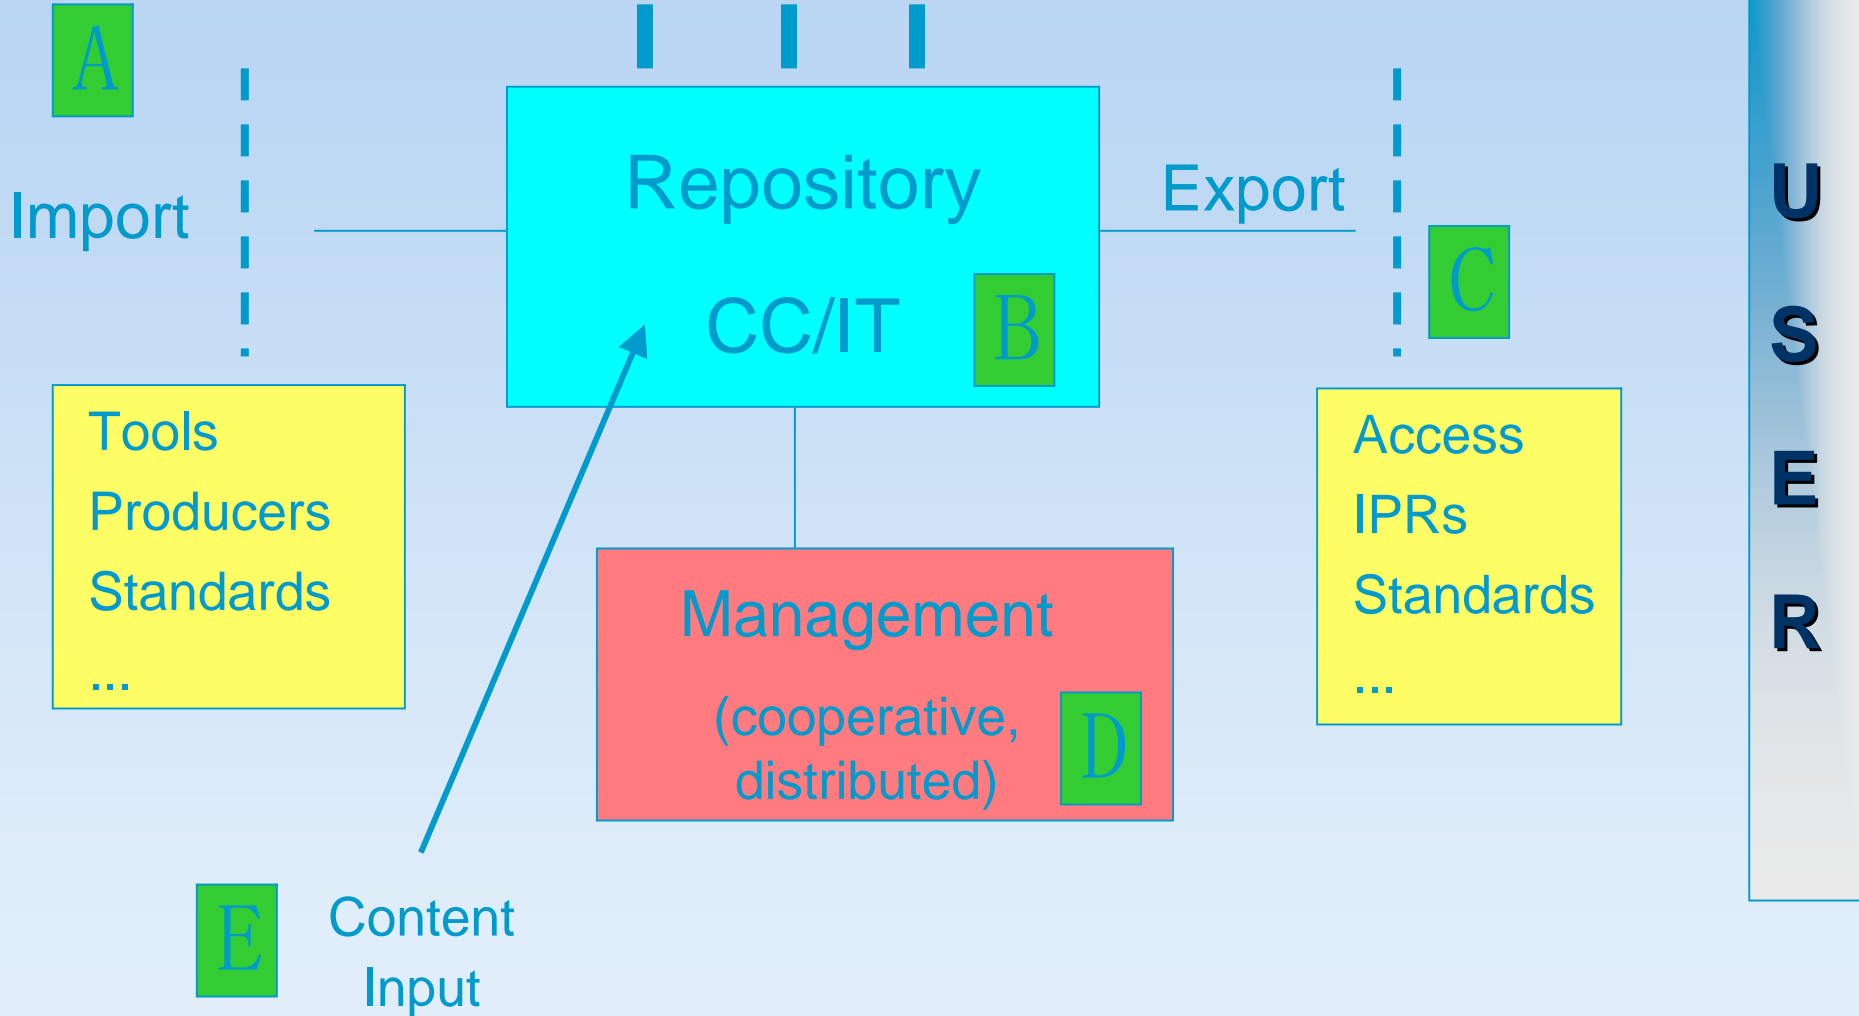 A
Import
Repository
CC/IT
B
Export
C
Tools
Producers
Standards
...
Management
(cooperative,
distributed)
D
Access
IPRs
Standards
...
E
Content
Input
U
S
E
R